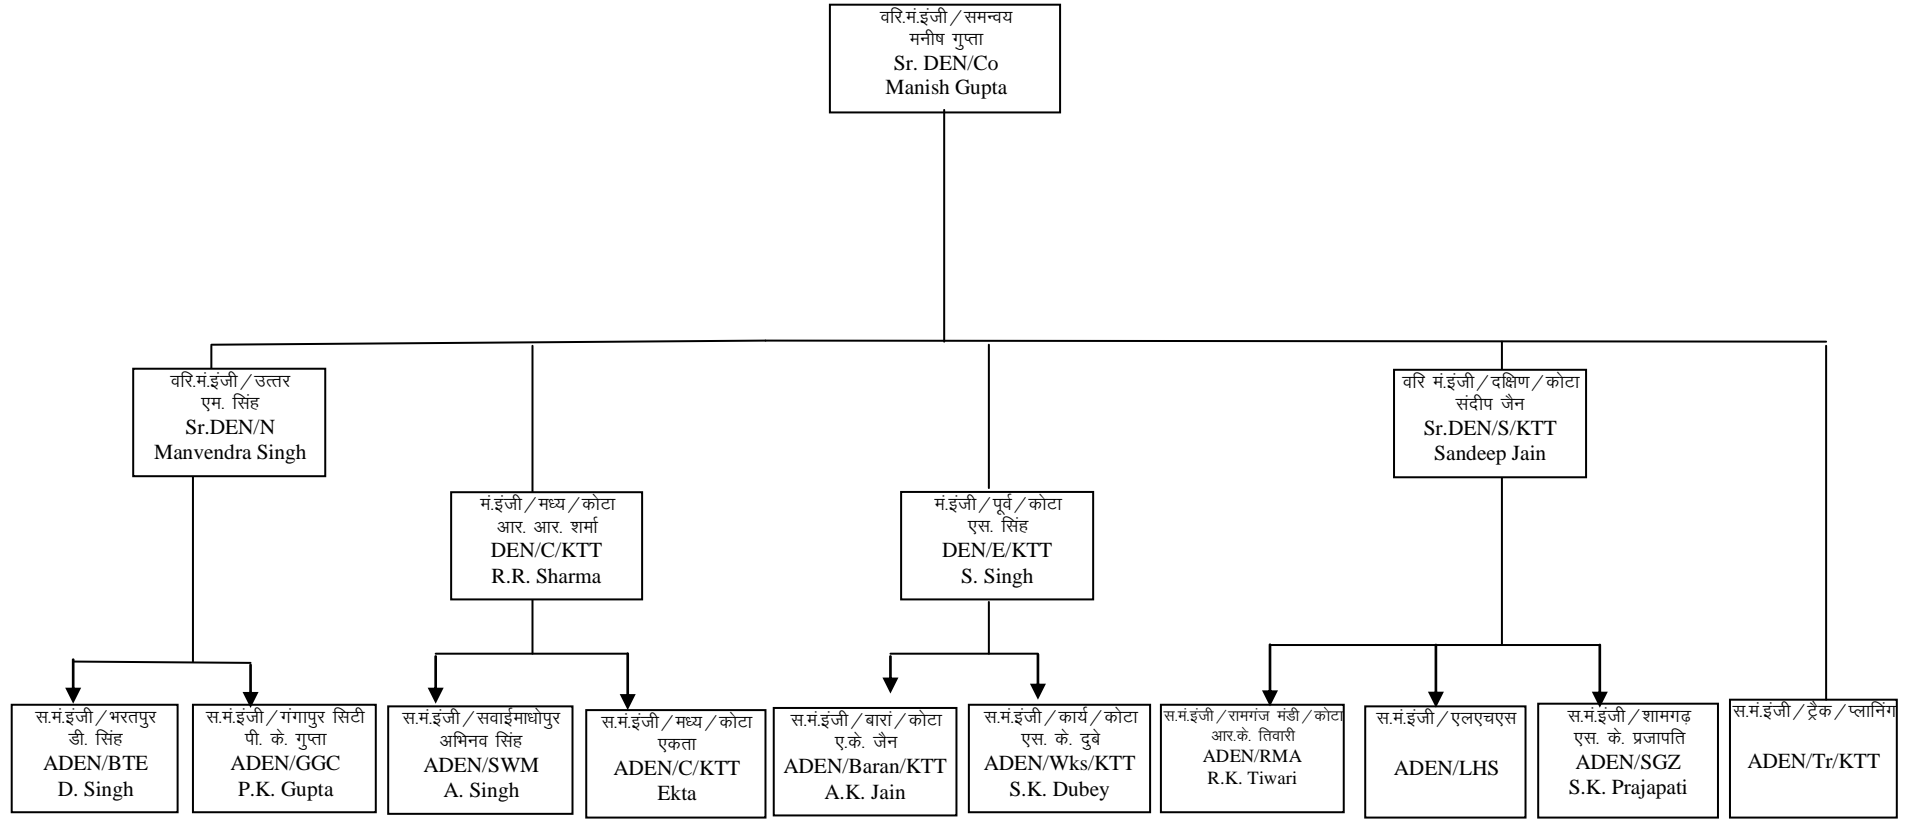 वरि.मं.इंजी/समन्वय
मनीष गुप्ता
Sr. DEN/Co
Manish Gupta
वरि.मं.इंजी/उत्तर
एम. सिंह
Sr.DEN/N
Manvendra Singh
वरि मं.इंजी/दक्षिण/कोटा
संदीप जैन
Sr.DEN/S/KTT
Sandeep Jain
मं.इंजी/मध्य/कोटा
आर. आर. शर्मा
DEN/C/KTT
R.R. Sharma
मं.इंजी/पूर्व/कोटा
एस. सिंह
DEN/E/KTT
S. Singh
स.मं.इंजी/भरतपुर
डी. सिंह
ADEN/BTE
D. Singh
स.मं.इंजी/गंगापुर सिटी
पी. के. गुप्ता
ADEN/GGC
P.K. Gupta
स.मं.इंजी/सवाईमाधोपुर
अभिनव सिंह
ADEN/SWM
A. Singh
स.मं.इंजी/मध्य/कोटा
एकता
ADEN/C/KTT
Ekta
स.मं.इंजी/बारां/कोटा
ए.के. जैन
ADEN/Baran/KTT
A.K. Jain
स.मं.इंजी/कार्य/कोटा
एस. के. दुबे
ADEN/Wks/KTT
S.K. Dubey
स.मं.इंजी/रामगंज मंडी/कोटा
आर.के. तिवारी
ADEN/RMA
R.K. Tiwari
स.मं.इंजी/एलएचएस
ADEN/LHS
स.मं.इंजी/शामगढ़
एस. के. प्रजापति
ADEN/SGZ
S.K. Prajapati
स.मं.इंजी/ट्रैक/प्लानिंग
ADEN/Tr/KTT